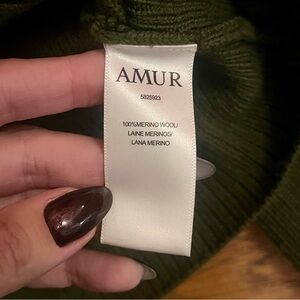 AMUR
5825923
100%MERINO WOOL/
LAINE MERINOS/
LANA MERINO